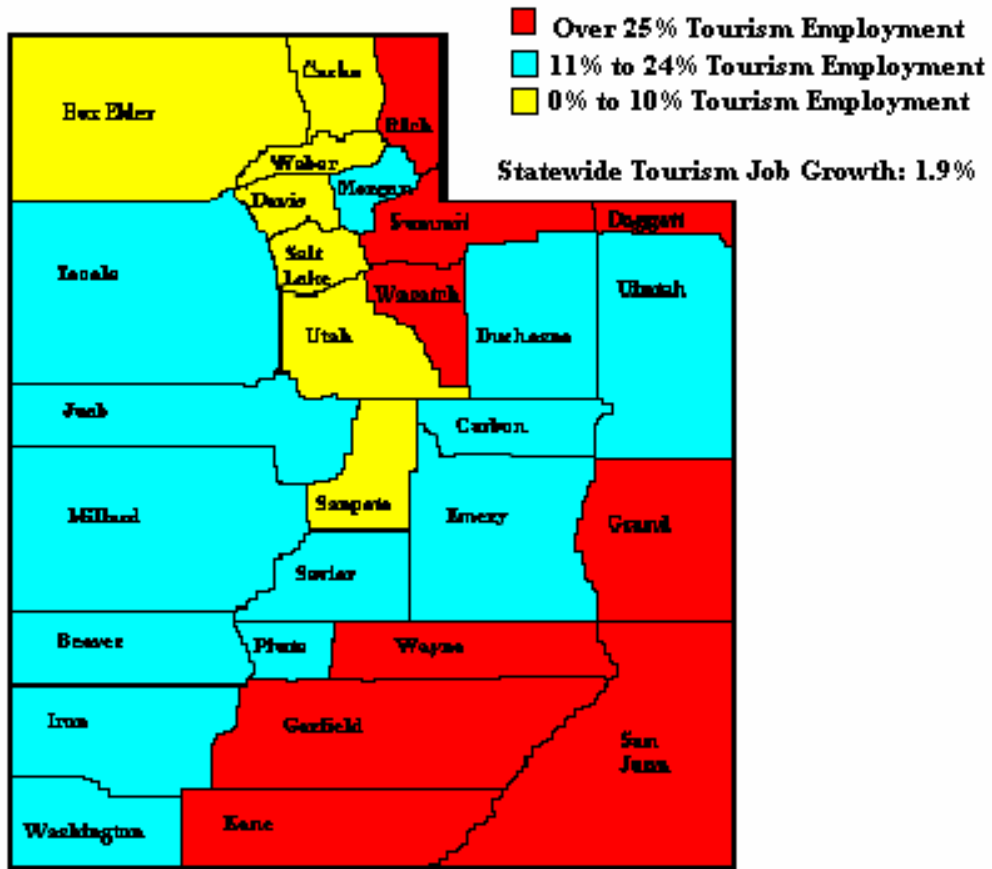 Over 25% Tourism Employment
11% to 24% Tourism Employment
0% to 10% Tourism Employment
Statewide Tourism Job Growth: 1.9%
Cache
Box Elder
Rich
Weber
Morgan
Davis
Summit
Daggett
Salt
Lake
Tooele
Wasatch
Uintah
Utah
Duchesne
Juab
Carbon
Sanpete
Millard
Emery
Grand
Sevier
Beaver
Piute
Wayne
Iron
Garfield
San
Juan
Washington
Kane